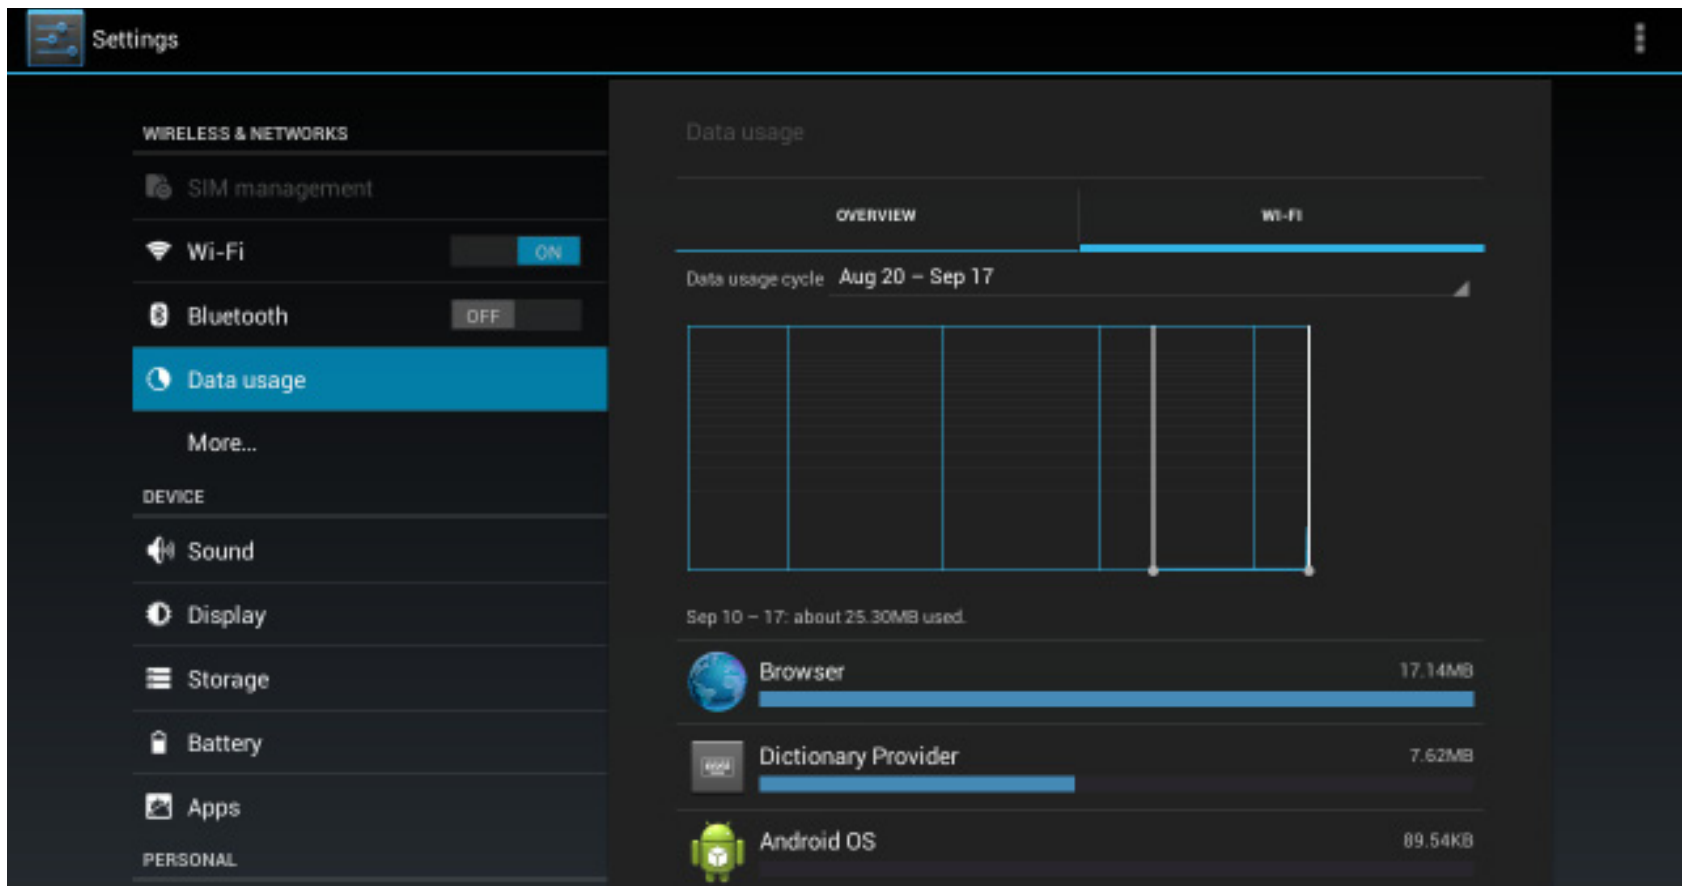 Settings
WIRELESS & NETWORKS
SIM management
Wi-Fi
ON
Bluetooth
OFF
Data usage
More...
DEVICE
Sound
Display
Storage
Battery
Apps
PERSONAL
Data usage
OVERVIEW
WI-FI
Data usage cycle Aug 20 – Sep 17
Sep 10 – 17: about 25.30MB used.
Browser
17.14MB
Dictionary Provider
7.62MB
Android OS
89.54KB